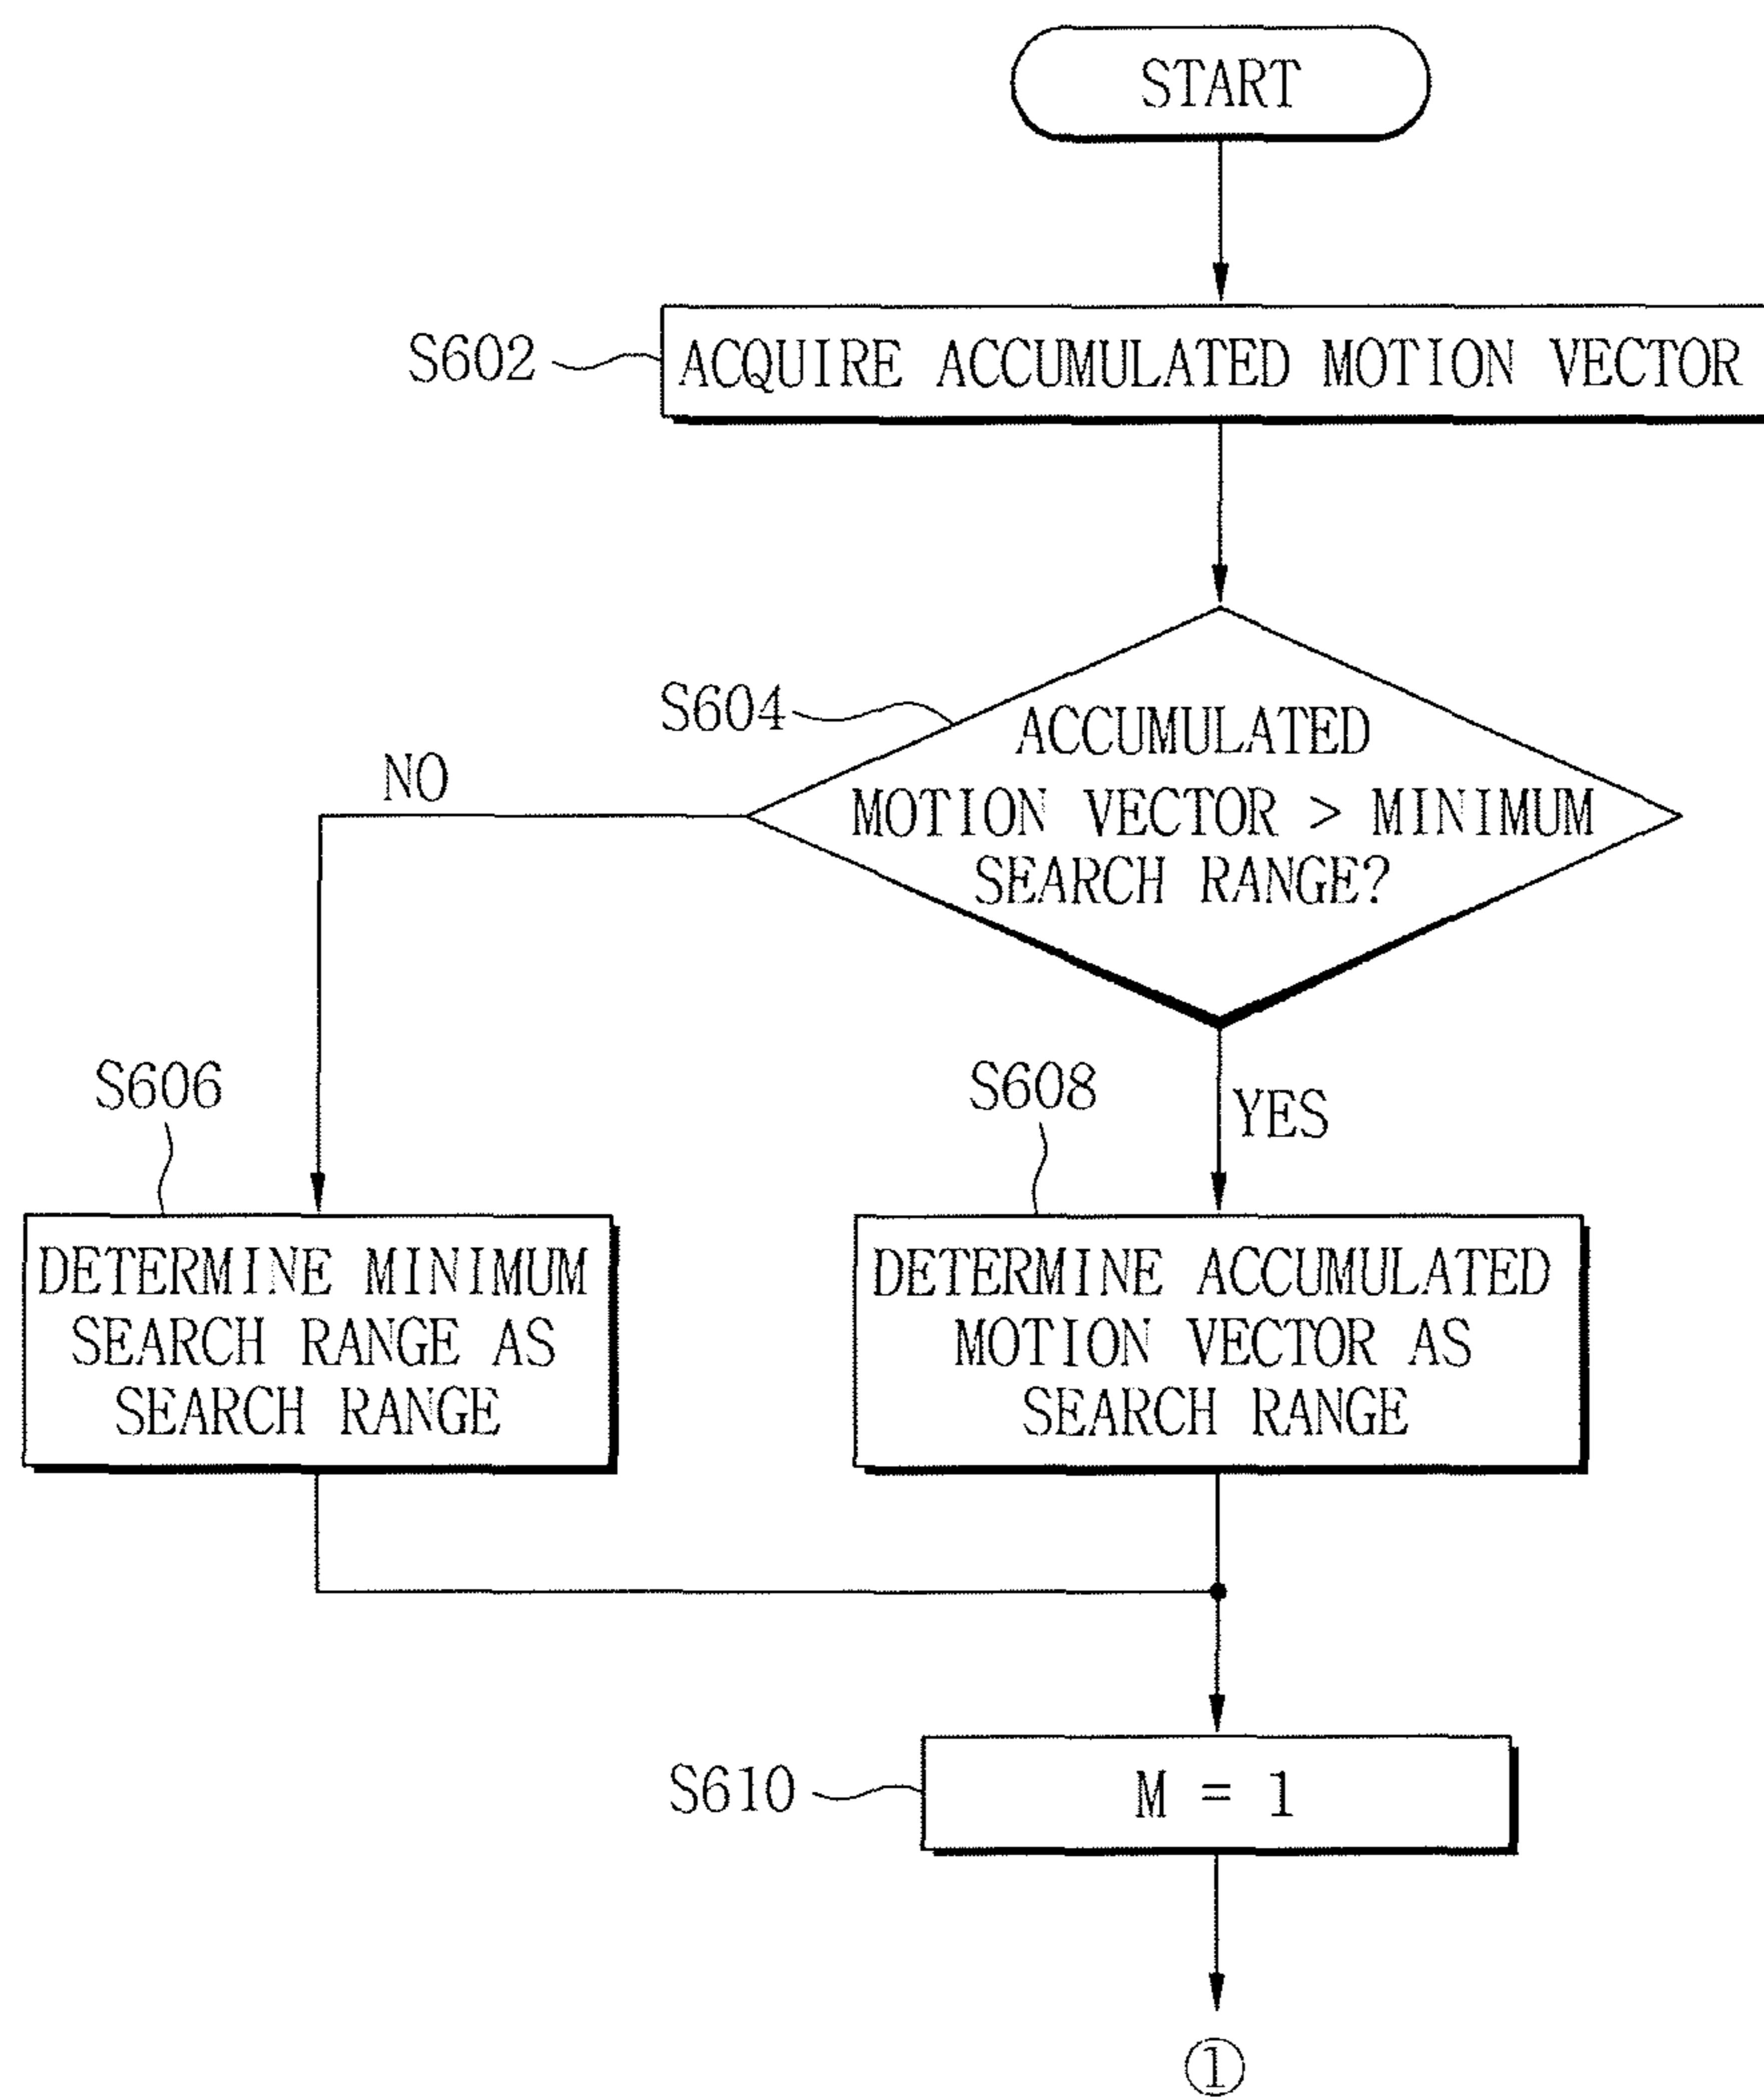 START
S602
ACQUIRE ACCUMULATED MOTION VECTOR
S604
ACCUMULATED
MOTION VECTOR > MINIMUM
SEARCH RANGE?
NO
YES
S606
DETERMINE MINIMUM
SEARCH RANGE AS
SEARCH RANGE
S608
DETERMINE ACCUMULATED
MOTION VECTOR AS
SEARCH RANGE
S610
M = 1
①